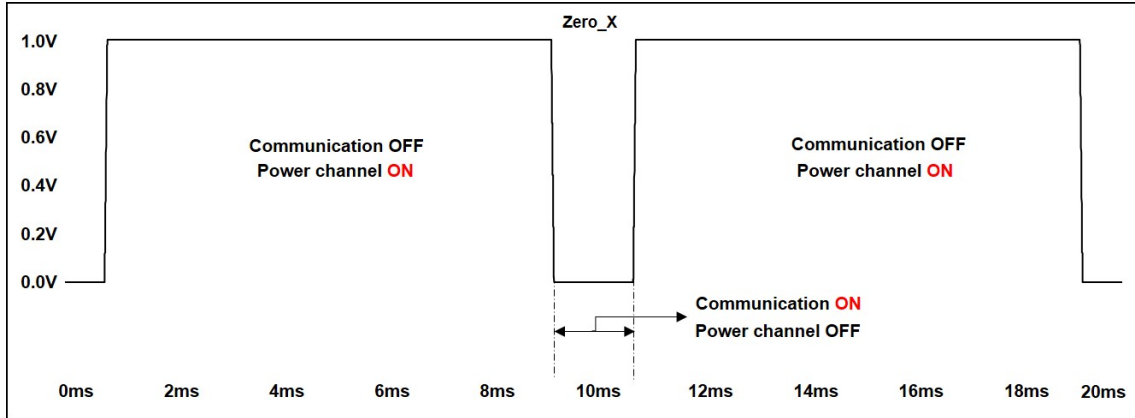 Zero_X
1.0V
0.8V
0.6V
0.4V
0.2V
0.0V
Communication OFF
Power channel ON
Communication OFF
Power channel ON
Communication ON
Power channel OFF
0ms 2ms 4ms 6ms 8ms 10ms 12ms 14ms 16ms 18ms 20ms